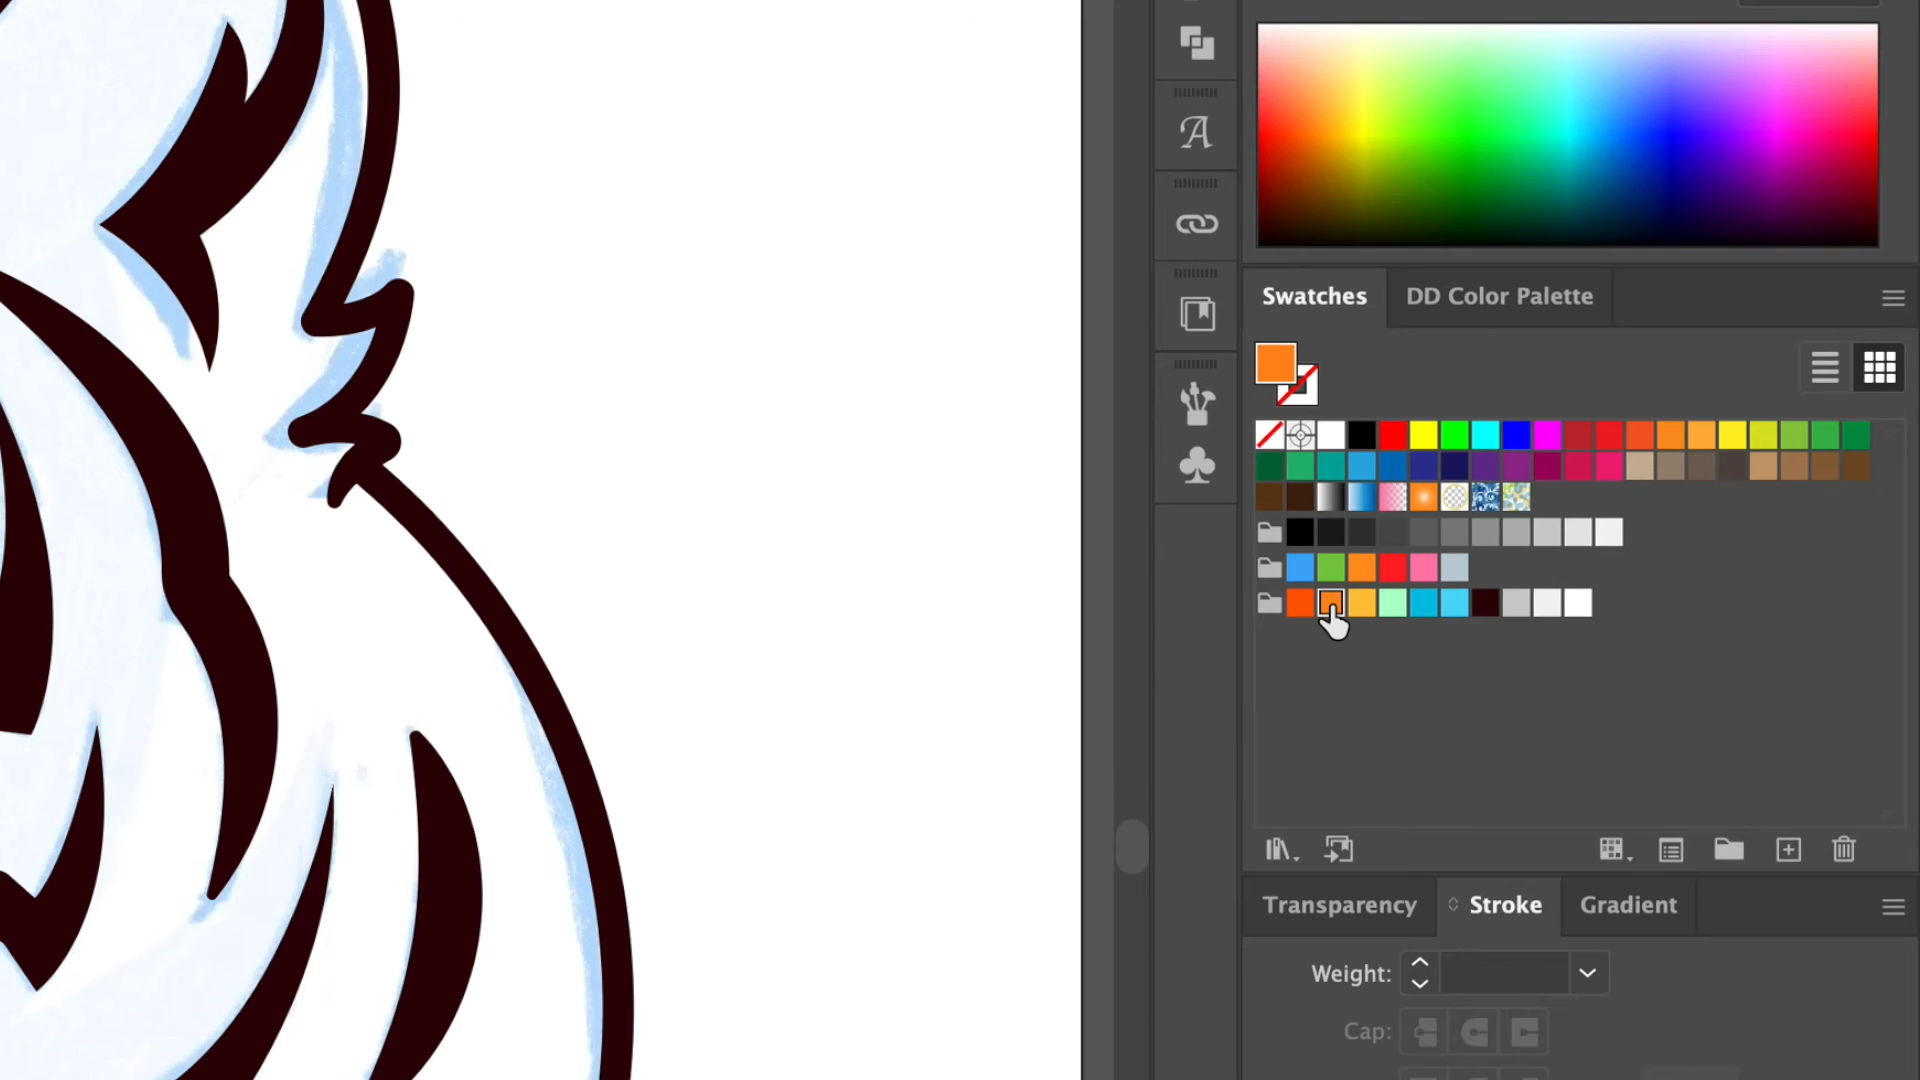 Swatches
DD Color Palette
Transparency
Stroke
Gradient
Weight:
Cap: